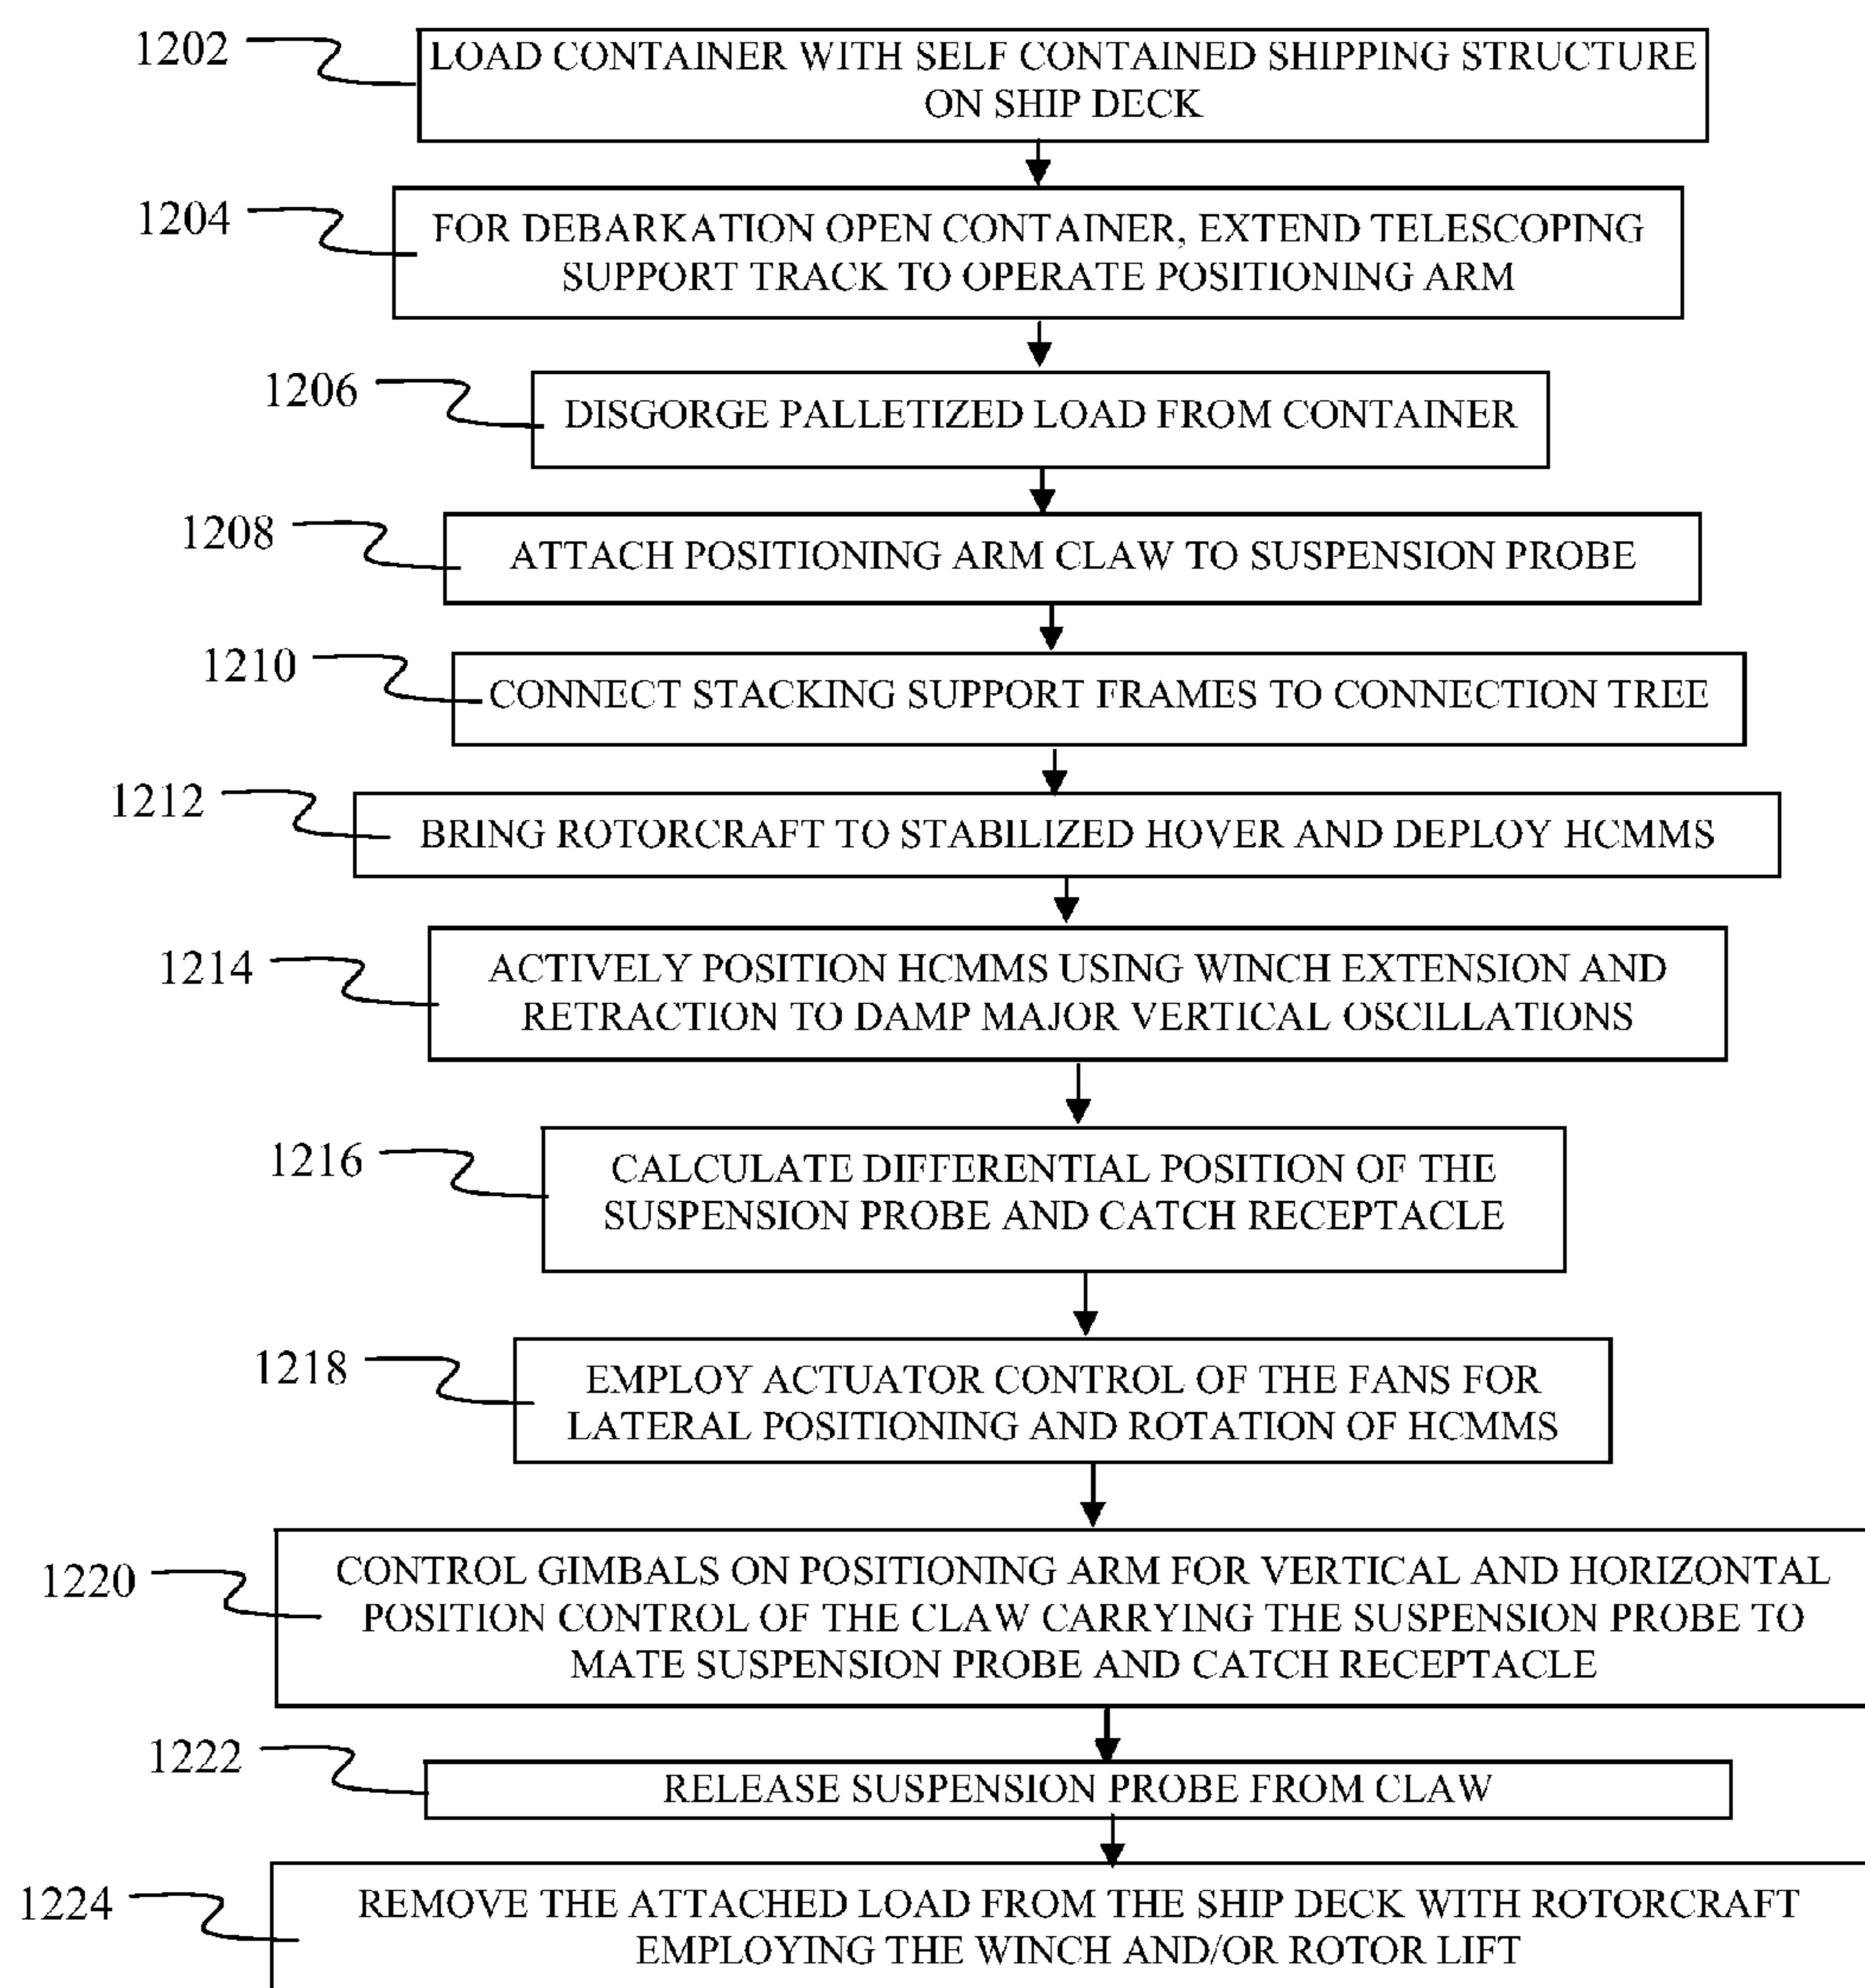 1202
LOAD CONTAINER WITH SELF CONTAINED SHIPPING STRUCTURE
ON SHIP DECK
1204
FOR DEBARKATION OPEN CONTAINER, EXTEND TELESCOPING
SUPPORT TRACK TO OPERATE POSITIONING ARM
1206
DISGORGE PALLETIZED LOAD FROM CONTAINER
1208
ATTACH POSITIONING ARM CLAW TO SUSPENSION PROBE
1210
CONNECT STACKING SUPPORT FRAMES TO CONNECTION TREE
1212
BRING ROTORCRAFT TO STABILIZED HOVER AND DEPLOY HCMMS
1214
ACTIVELY POSITION HCMMS USING WINCH EXTENSION AND
RETRACTION TO DAMP MAJOR VERTICAL OSCILLATIONS
1216
CALCULATE DIFFERENTIAL POSITION OF THE
SUSPENSION PROBE AND CATCH RECEPTACLE
1218
EMPLOY ACTUATOR CONTROL OF THE FANS FOR
LATERAL POSITIONING AND ROTATION OF HCMMS
1220
CONTROL GIMBALS ON POSITIONING ARM FOR VERTICAL AND HORIZONTAL
POSITION CONTROL OF THE CLAW CARRYING THE SUSPENSION PROBE TO
MATE SUSPENSION PROBE AND CATCH RECEPTACLE
1222
RELEASE SUSPENSION PROBE FROM CLAW
1224
REMOVE THE ATTACHED LOAD FROM THE SHIP DECK WITH ROTORCRAFT
EMPLOYING THE WINCH AND/OR ROTOR LIFT